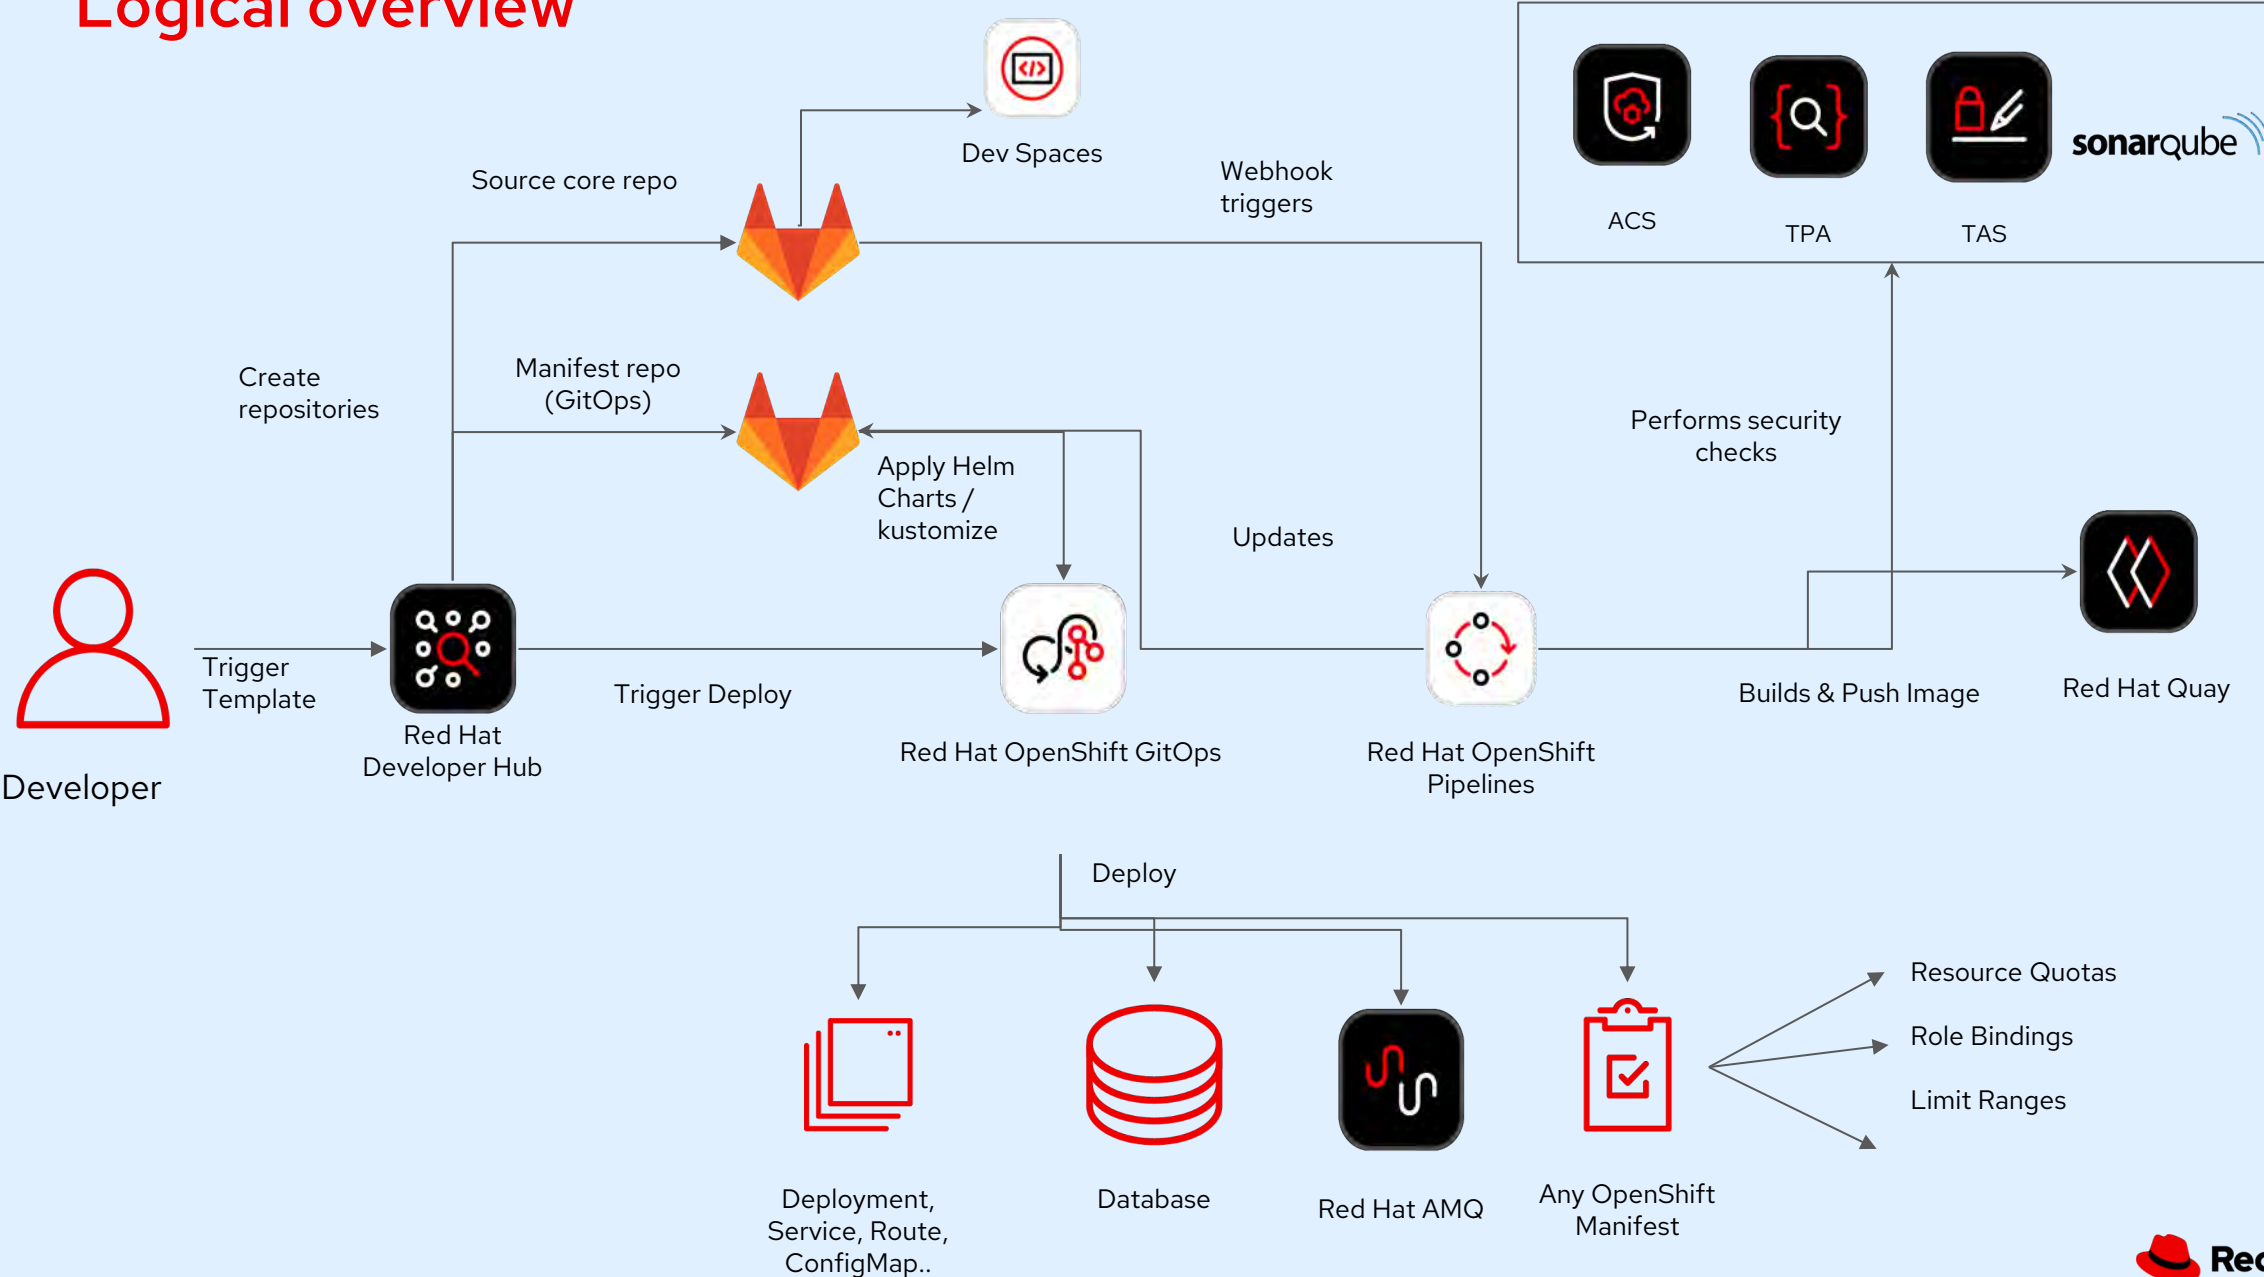 Logical overview
Dev Spaces
Source core repo
Webhook
triggers
ACS
TPA
TAS
sonarqube
Create
repositories
Manifest repo
(GitOps)
Apply Helm
Charts /
kustomize
Updates
Performs security
checks
Trigger
Template
Trigger Deploy
Builds & Push Image
Red Hat Quay
Developer
Red Hat
Developer Hub
Red Hat OpenShift GitOps
Red Hat OpenShift
Pipelines
Deploy
Resource Quotas
Role Bindings
Limit Ranges
Deployment,
Service, Route,
ConfigMap..
Database
Red Hat AMQ
Any OpenShift
Manifest